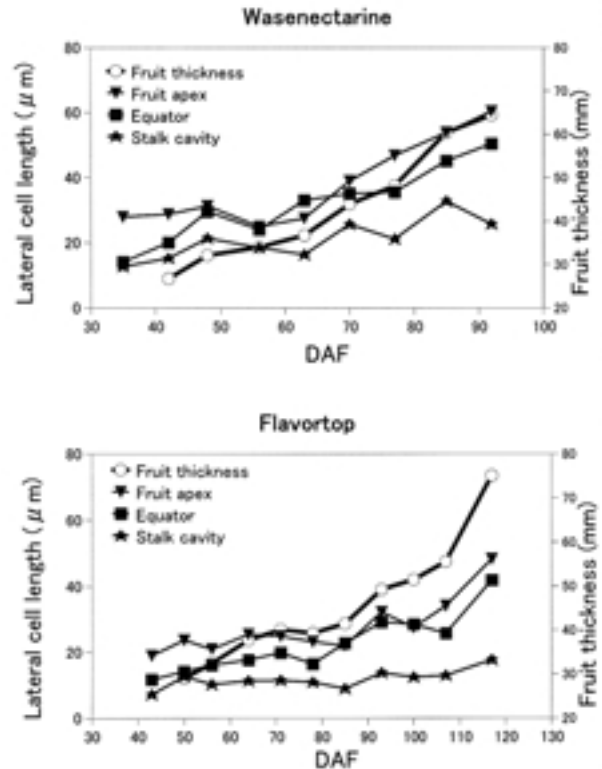 Wasenectarine
80
60
40
20
0
Lateral cell length ( μ m)
Fruit thickness
Fruit apex
Equator
Stalk cavity
80
70
60
50
40
30
20
Fruit thickness (mm)
30 40 50 60 70 80 90 100
DAF
Flavortop
80
60
40
20
0
Lateral cell length ( μ m)
Fruit thickness
Fruit apex
Equator
Stalk cavity
80
70
60
50
40
30
20
Fruit thickness (mm)
30 40 50 60 70 80 90 100 110 120 130
DAF